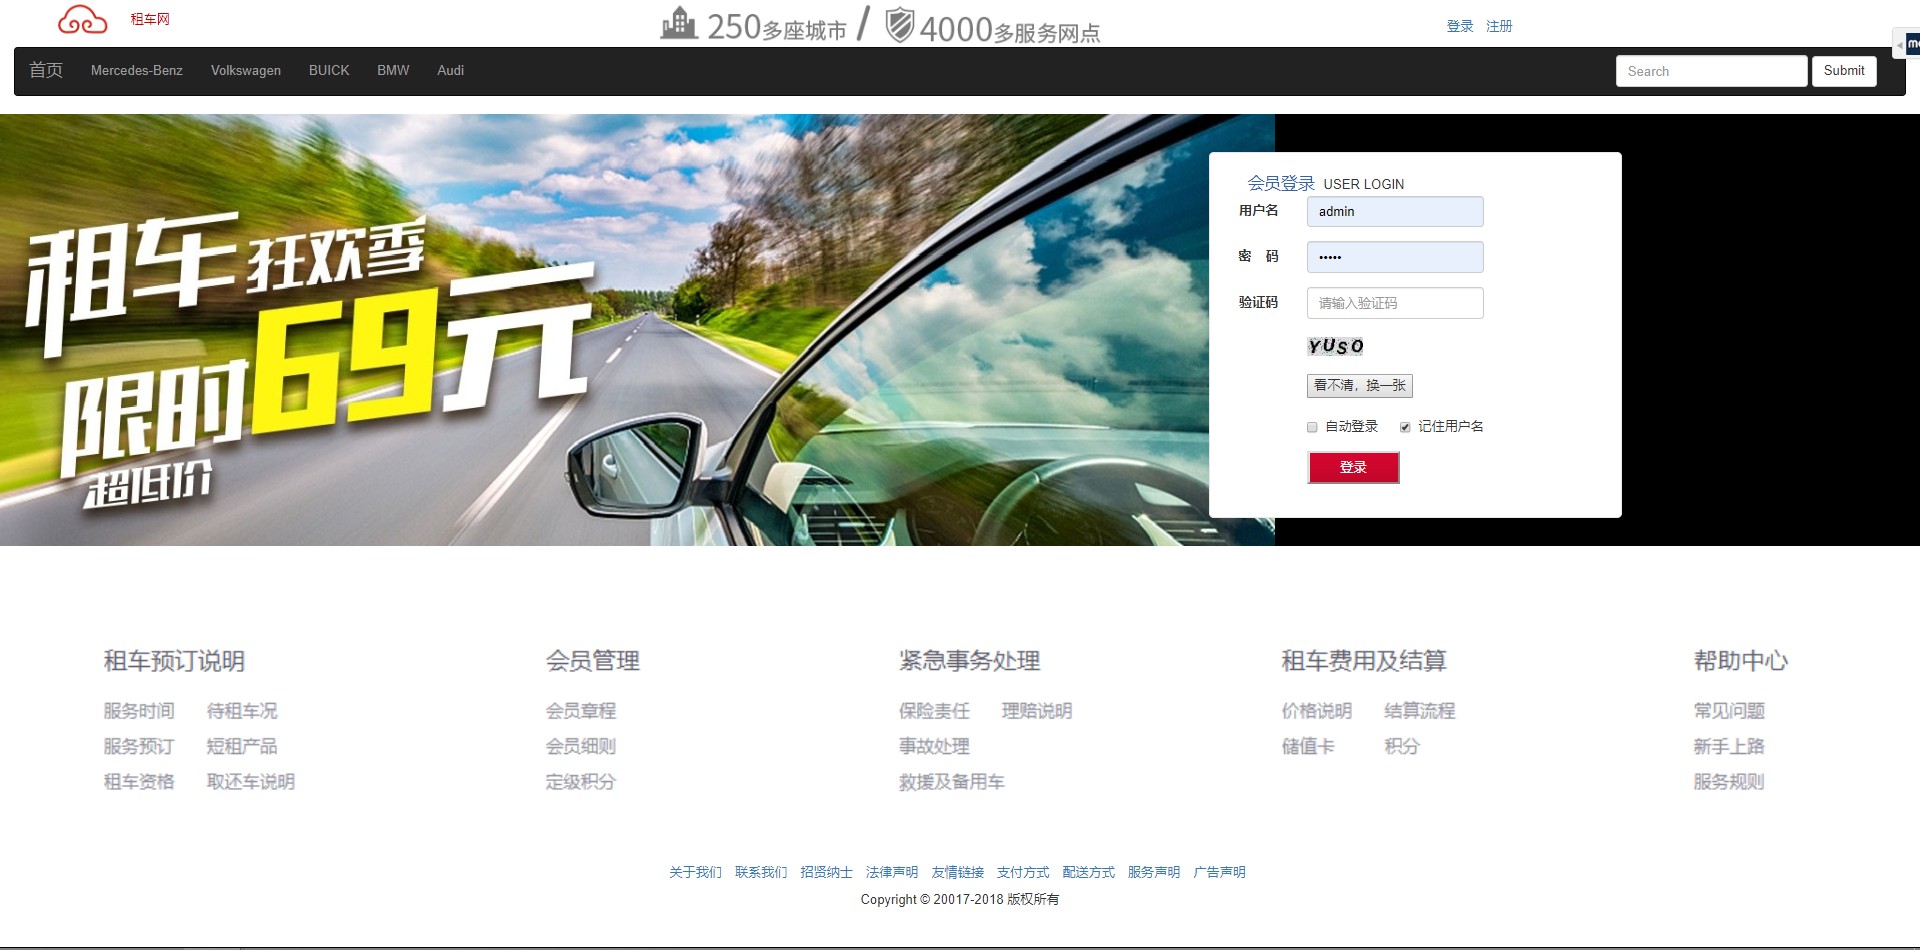 租车网
250多座城市 / 4000多服务网点
登录 注册
首页 Mercedes-Benz Volkswagen BUICK BMW Audi Search Submit
租车狂欢季
限时69元
超低价
会员登录 USER LOGIN
用户名 admin
密 码 •••••
验证码 请输入验证码
YUSO
看不清，换一张
自动登录 记住用户名
登录
租车预订说明 会员管理 紧急事务处理 租车费用及结算 帮助中心
服务时间 待租车况 会员章程 保险责任 理赔说明 价格说明 结算流程 常见问题
服务预订 短租产品 会员细则 事故处理 储值卡 积分 新手上路
租车资格 取还车说明 定级积分 救援及备用车 服务规则
关于我们 联系我们 招贤纳士 法律声明 友情链接 支付方式 配送方式 服务声明 广告声明
Copyright © 20017-2018 版权所有